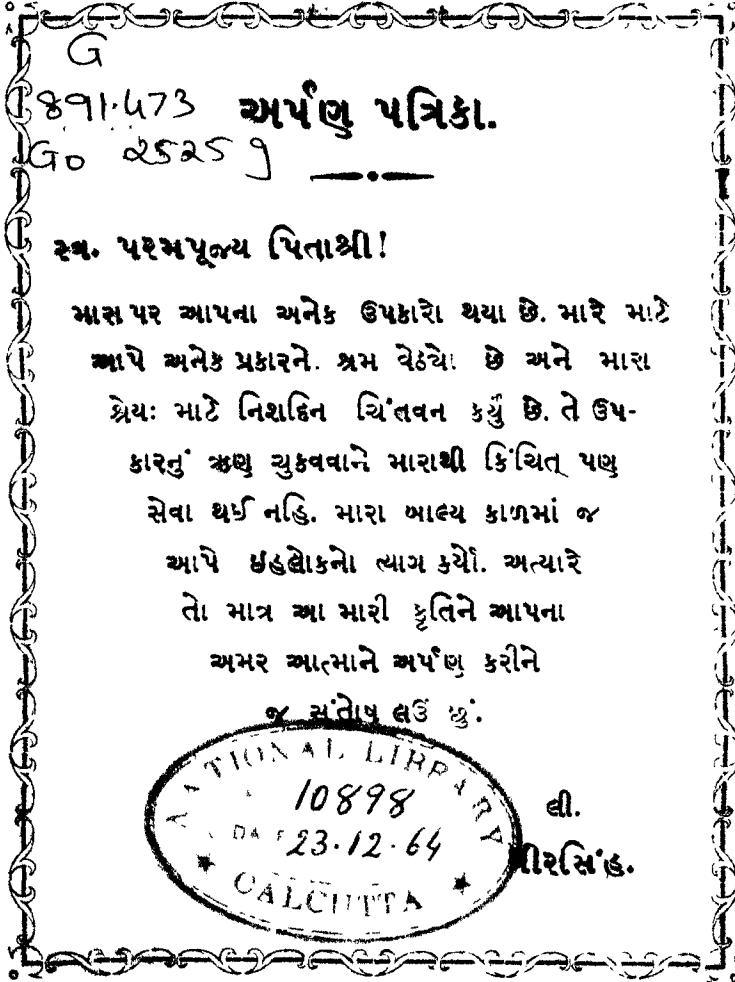 G
891.473
Go 2525 g
અર્પણ પત્રિકા.
સ્વ. પરમપૂજ્ય પિતાશ્રી!
મારા પર આપના અનેક ઉપકારો થયા છે. મારે માટે
આપે અનેક પ્રકારનો શ્રમ વેઠ્યો છે અને મારા
શ્રેયઃ માટે નિશદિન ચિંતવન કર્યું છે. તે ઉપ-
કારનું ઋણ ચુકવવાને મારાથી કિંચિત્ પણ
સેવા થઈ નહિ. મારા બાલ્ય કાળમાં જ
આપે ઇહલોકનો ત્યાગ કર્યો. અત્યારે
તો માત્ર આ મારી કૃતિને આપના
અમર આત્માને અર્પણ કરીને
જ સંતોષ લઉં છું.
NATIONAL LIBRARY
10898
DATE 23.12.64
CALCUTTA
લી.